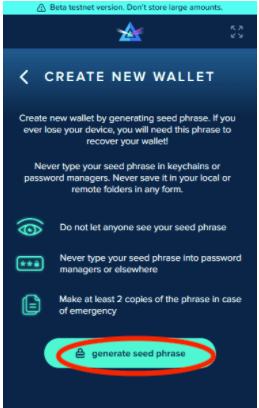 Beta testnet version. Don't store large amounts.
CREATE NEW WALLET
Create new wallet by generating seed phrase. If you
ever lose your device, you will need this phrase to
recover your wallet!
Never type your seed phrase in keychains or
password managers. Never save it in your local or
remote folders in any form.
Do not let anyone see your seed phrase
Never type your seed phrase into password
managers or elsewhere
Make at least 2 copies of the phrase in case
of emergency
generate seed phrase